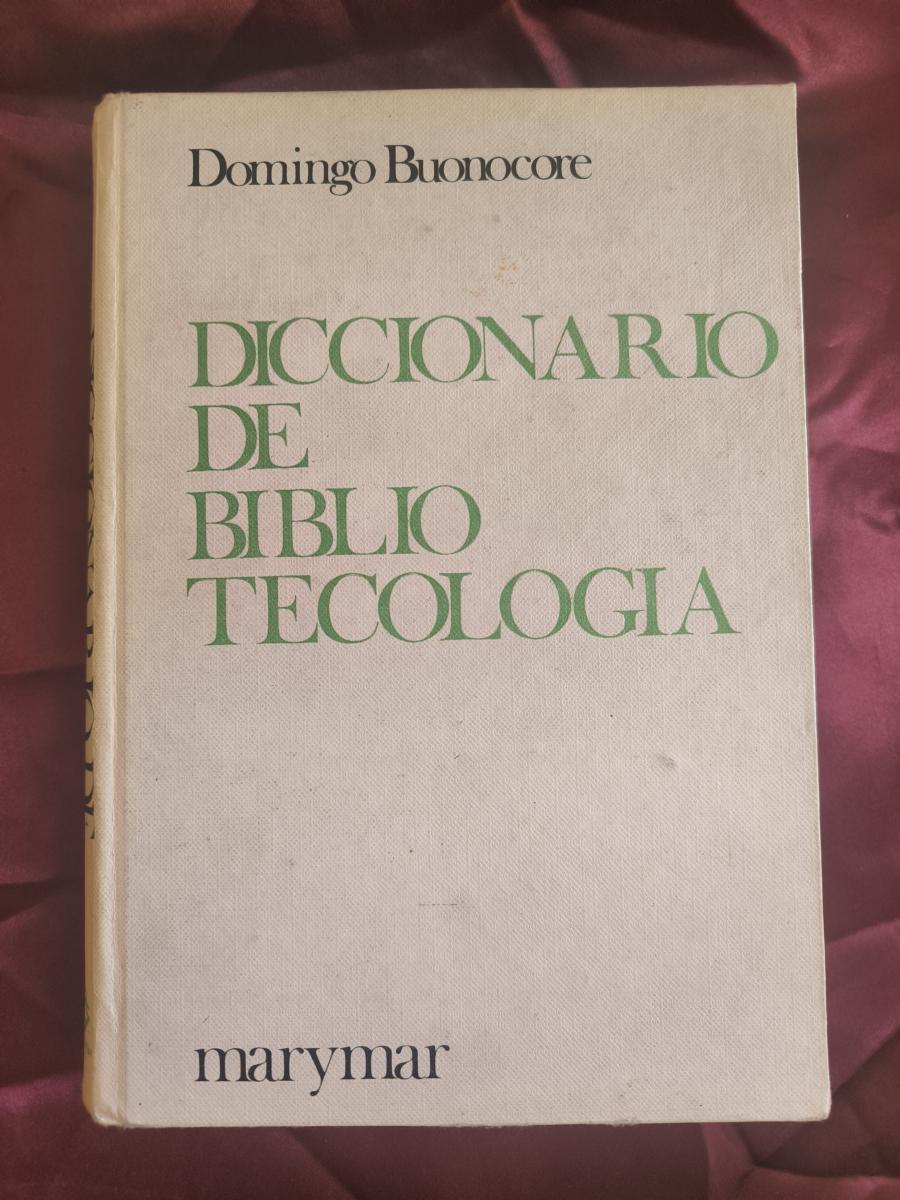 Domingo Buonocore
DICCIONARIO
DE
BIBLIO
TECOLOGIA
marymar